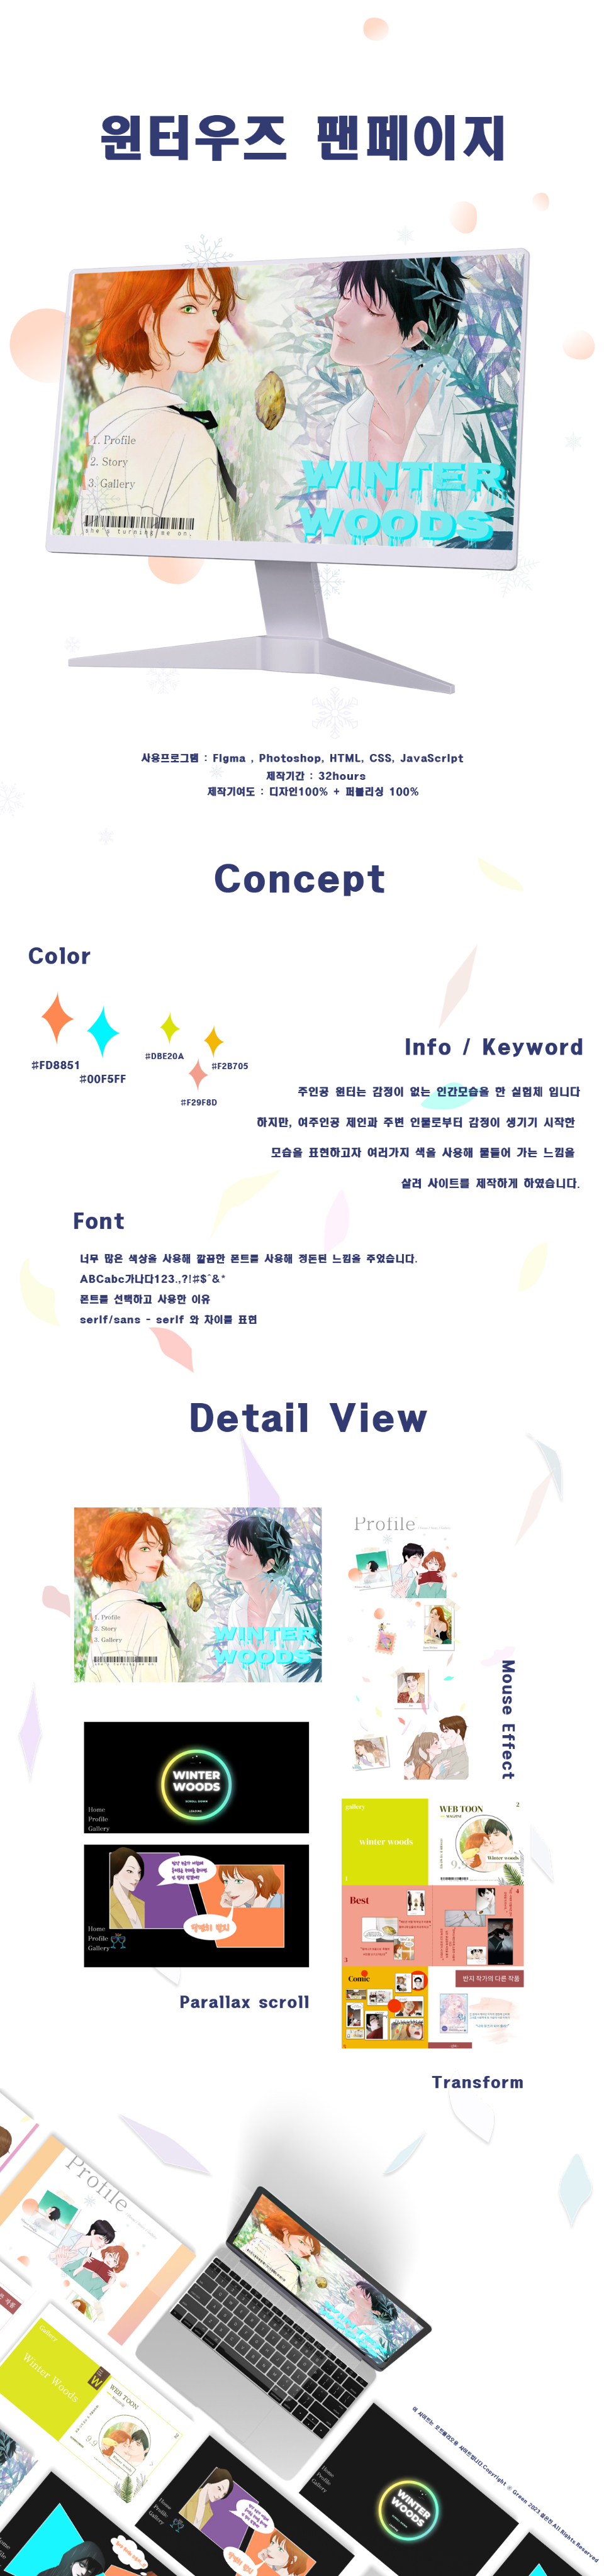 윈터우즈 팬페이지
1. Profile
2. Story
3. Gallery
she's turning me on.
WINTER
WOODS
사용프로그템 : Figma , Photoshop, HTML, CSS, JavaScript
제작기간 : 32hours
제작기여도 : 디자인100% + 퍼블리싱 100%
Concept
Color
#FD8851
#00F5FF
#DBE20A
#F2B705
#F29F8D
Info / Keyword
주인공 윈터는 감정이 없는 인간모습을 한 실험체 입니다
하지만, 여주인공 제인과 주변 인물로부터 감정이 생기기 시작한
모습을 표현하고자 여러가지 색을 사용해 물들어 가는 느낌을
살려 사이트를 제작하게 하였습니다.
Font
너무 많은 색상을 사용해 깔끔한 폰트를 사용해 정돈된 느낌을 주었습니다.
ABCabc가나다123.,?!#$^&*
폰트를 선택하고 사용한 이유
serif/sans - serif 와 차이를 표현
Detail View
1. Profile
2. Story
3. Gallery
she's turning me on.
WINTER
WOODS
Profile
Mouse Effect
WINTER
WOODS
Home
Profile
Gallery
Home
Profile
Gallery
Parallax scroll
gallery
winter woods
1
WEB TOON
2
9.9
Winter woods
Best
3
4
Comic
반지 작가의 다른 작품
Transform
Profile
Gallery
Winter Woods
WEB TOON
9.9
Home
Profile
Gallery
WINTER
WOODS
Home
Profile
Gallery
이 사이트는 포트폴리오용 사이트입니다 Copyright ⓒ Green 2023 All Rights Reserved